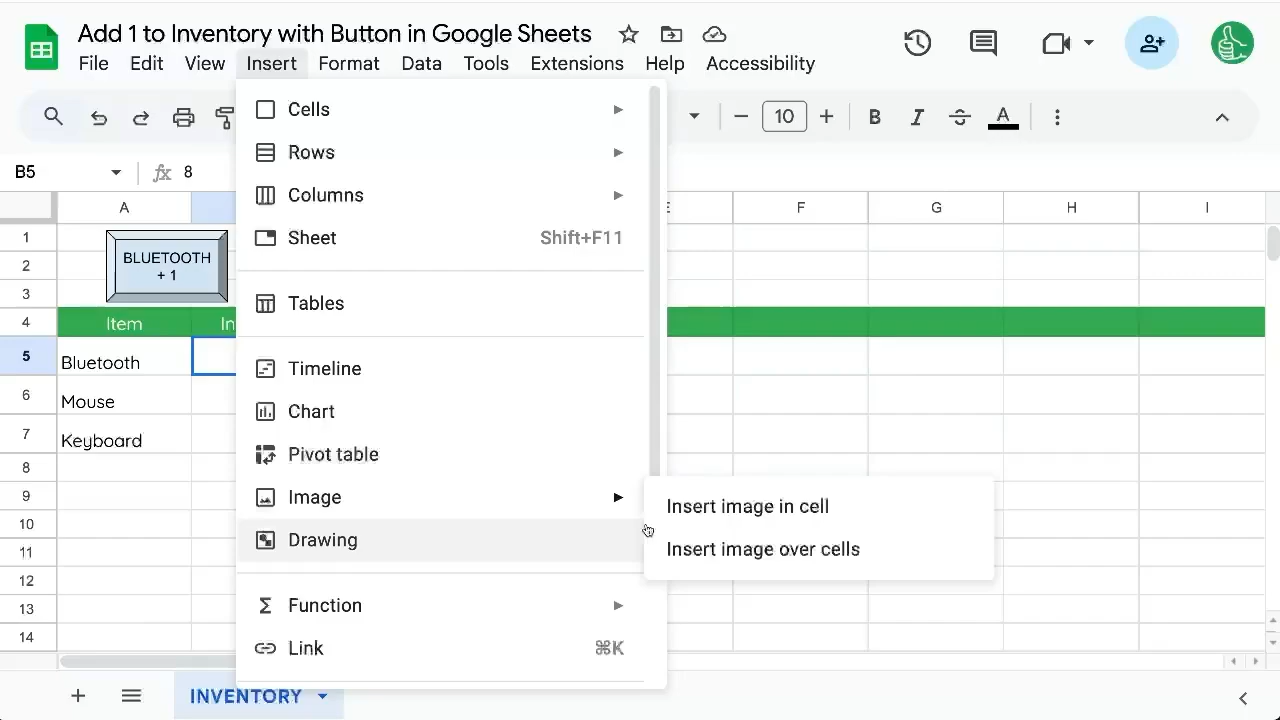 Add 1 to Inventory with Button in Google Sheets
File Edit View Insert Format Data Tools Extensions Help Accessibility
10 B I S A
B5 fx 8
A F G H I
1
BLUETOOTH
+ 1
2
3
4 Item In
5 Bluetooth
6 Mouse
7 Keyboard
8
9
10
11
12
13
14
Cells
Rows
Columns
Sheet Shift+F11
Tables
Timeline
Chart
Pivot table
Image
Drawing
Function
Link ⌘K
Insert image in cell
Insert image over cells
INVENTORY